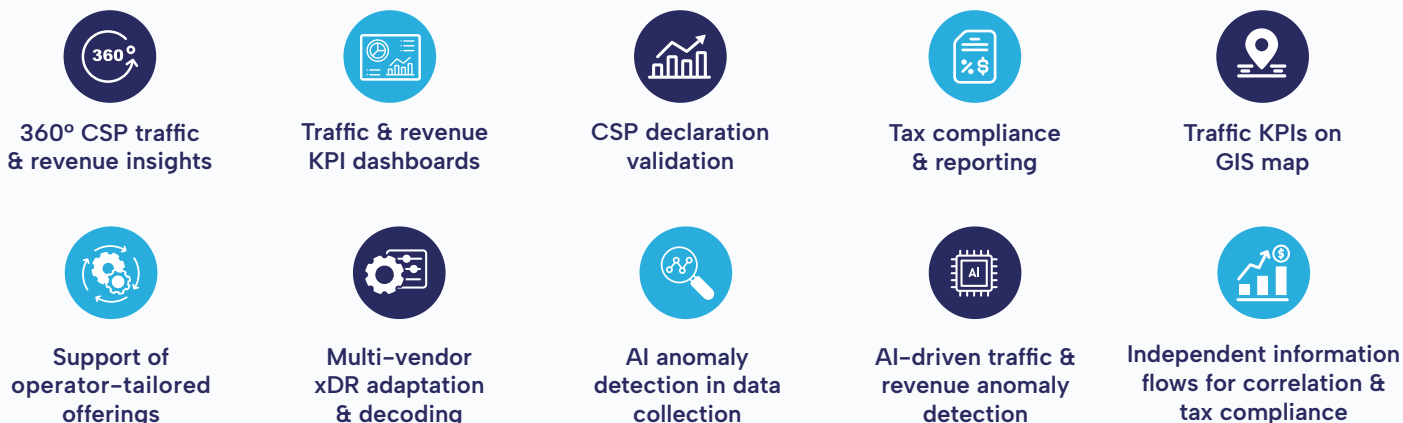 360
360° CSP traffic
& revenue insights
Traffic & revenue
KPI dashboards
CSP declaration
validation
% $
Tax compliance
& reporting
Traffic KPIs on
GIS map
Support of
operator-tailored
offerings
Multi-vendor
xDR adaptation
& decoding
AI anomaly
detection in data
collection
AI
AI-driven traffic &
revenue anomaly
detection
$
Independent information
flows for correlation &
tax compliance